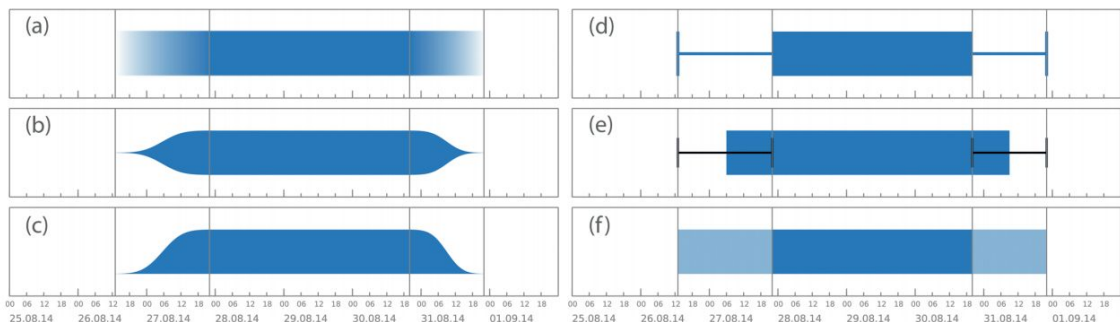 (a) (d)
(b) (e)
(c) (f)
00 06 12 18 00 06 12 18 00 06 12 18 00 06 12 18 00 06 12 18 00 06 12 18 00 06 12 18 00 06 12 18 00 06 12 18 00 06 12 18 00 06 12 18 00 06 12 18 00 06 12 18 00 06 12 18 00 06 12 18 00 06 12 18
25.08.14 26.08.14 27.08.14 28.08.14 29.08.14 30.08.14 31.08.14 01.09.14 25.08.14 26.08.14 27.08.14 28.08.14 29.08.14 30.08.14 31.08.14 01.09.14